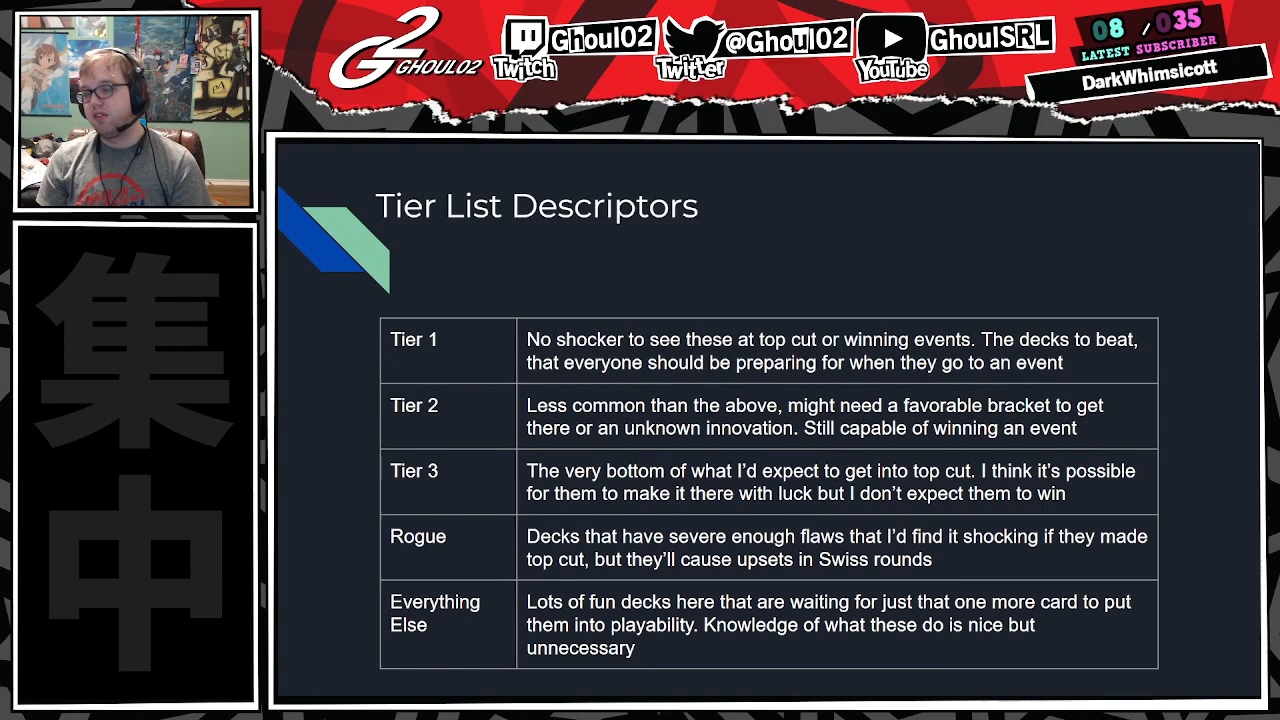 G2
GHOUL02
Ghoul02
Twitch
@Ghoul02
Twitter
GhoulSRL
YouTube
08 / 035
LATEST SUBSCRIBER
DarkWhimsicott
集
中
Tier List Descriptors
Tier 1
No shocker to see these at top cut or winning events. The decks to beat,
that everyone should be preparing for when they go to an event
Tier 2
Less common than the above, might need a favorable bracket to get
there or an unknown innovation. Still capable of winning an event
Tier 3
The very bottom of what I'd expect to get into top cut. I think it's possible
for them to make it there with luck but I don't expect them to win
Rogue
Decks that have severe enough flaws that I'd find it shocking if they made
top cut, but they'll cause upsets in Swiss rounds
Everything
Else
Lots of fun decks here that are waiting for just that one more card to put
them into playability. Knowledge of what these do is nice but
unnecessary